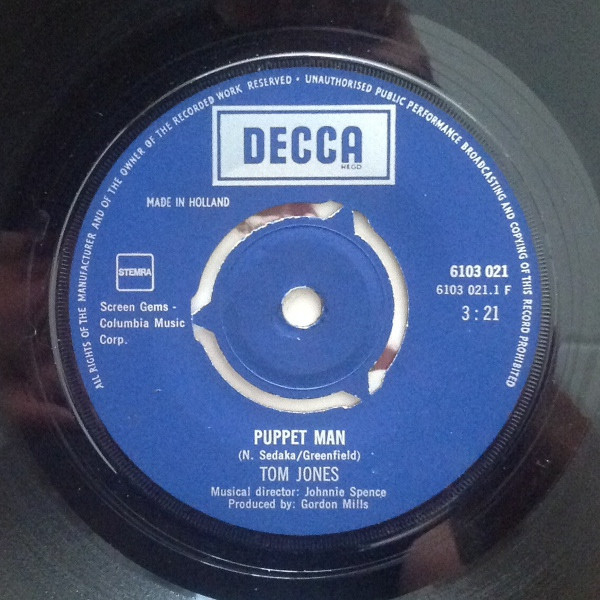 ALL RIGHTS OF THE MANUFACTURER AND OF THE OWNER OF THE RECORDED WORK RESERVED • UNAUTHORISED PUBLIC PERFORMANCE BROADCASTING AND COPYING OF THIS RECORD PROHIBITED
DECCA
REGD
MADE IN HOLLAND
STEMRA
Screen Gems -
Columbia Music
Corp.
6103 021
6103 021.1 F
3 : 21
PUPPET MAN
(N. Sedaka/Greenfield)
TOM JONES
Musical director: Johnnie Spence
Produced by: Gordon Mills